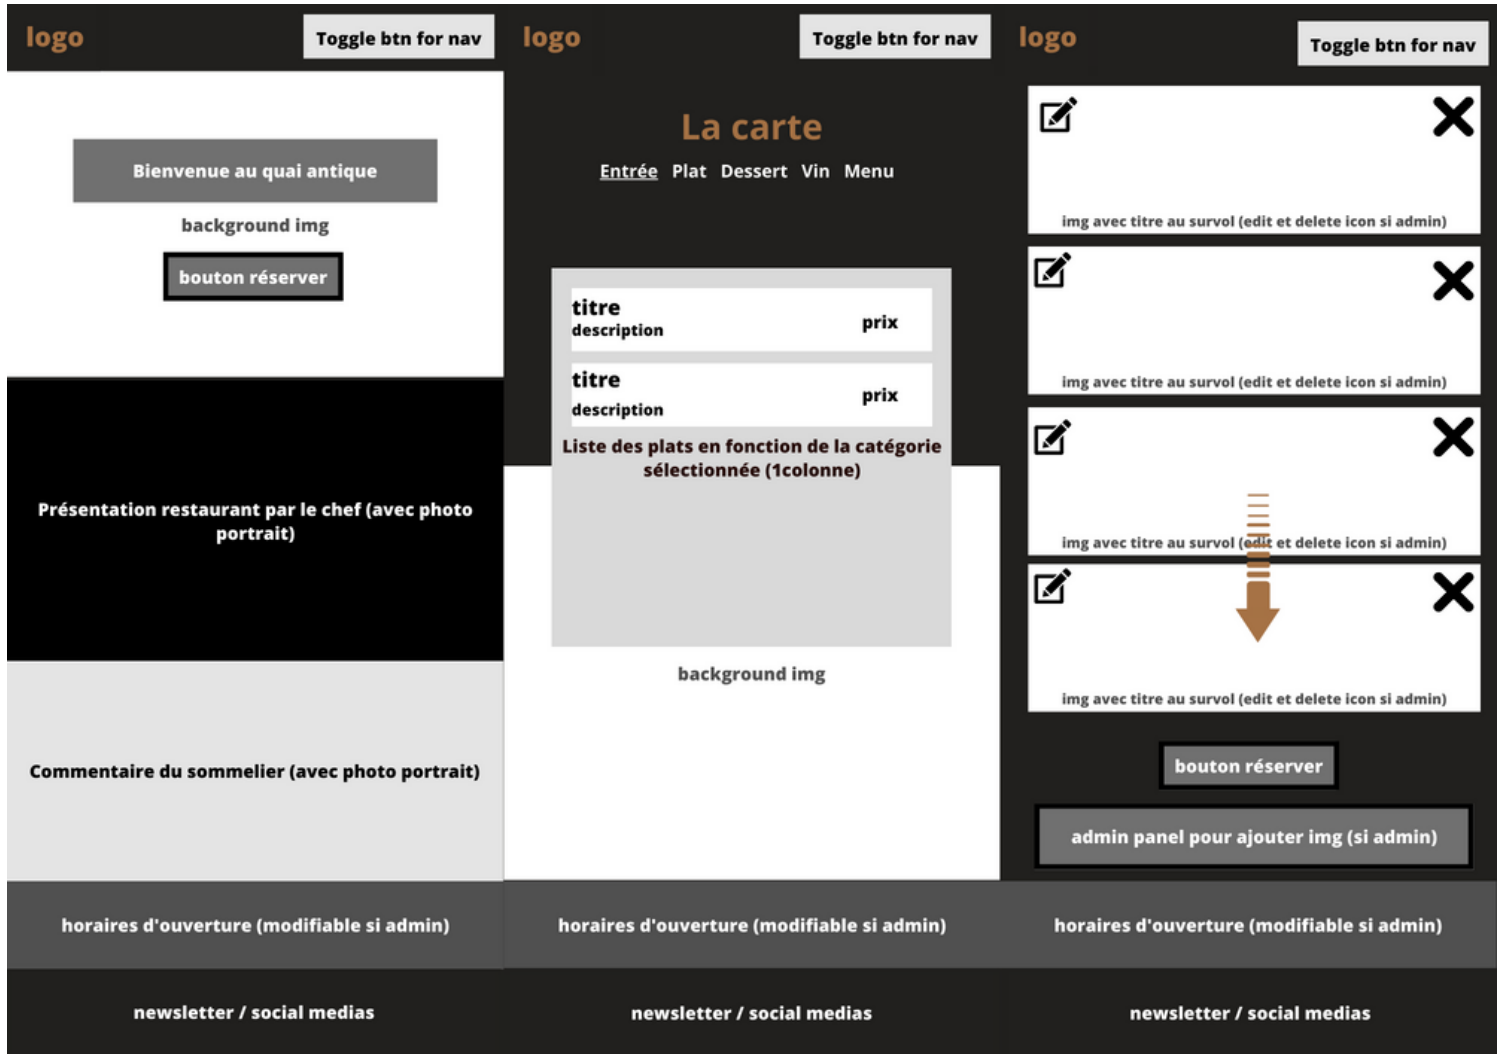 logo
Toggle btn for nav
Bienvenue au quai antique
background img
bouton réserver
Présentation restaurant par le chef (avec photo
portrait)
Commentaire du sommelier (avec photo portrait)
horaires d'ouverture (modifiable si admin)
newsletter / social medias
logo
Toggle btn for nav
La carte
Entrée Plat Dessert Vin Menu
titre
description
prix
titre
description
prix
Liste des plats en fonction de la catégorie
sélectionnée (1colonne)
background img
horaires d'ouverture (modifiable si admin)
newsletter / social medias
logo
Toggle btn for nav
img avec titre au survol (edit et delete icon si admin)
img avec titre au survol (edit et delete icon si admin)
img avec titre au survol (edit et delete icon si admin)
img avec titre au survol (edit et delete icon si admin)
bouton réserver
admin panel pour ajouter img (si admin)
horaires d'ouverture (modifiable si admin)
newsletter / social medias